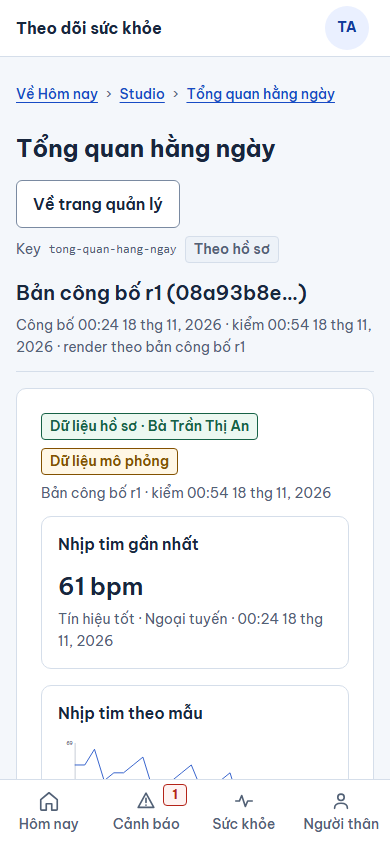 Theo dõi sức khỏe
TA
Về Hôm nay › Studio › Tổng quan hằng ngày
Tổng quan hằng ngày
Về trang quản lý
Key tong-quan-hang-ngay Theo hồ sơ
Bản công bố r1 (08a93b8e...)
Công bố 00:24 18 thg 11, 2026 · kiểm 00:54 18 thg 11,
2026 · render theo bản công bố r1
Dữ liệu hồ sơ · Bà Trần Thị An
Dữ liệu mô phỏng
Bản công bố r1 · kiểm 00:54 18 thg 11, 2026
Nhịp tim gần nhất
61 bpm
Tín hiệu tốt · Ngoại tuyến · 00:24 18 thg
11, 2026
Nhịp tim theo mẫu
69
1
Hôm nay Cảnh báo Sức khỏe Người thân